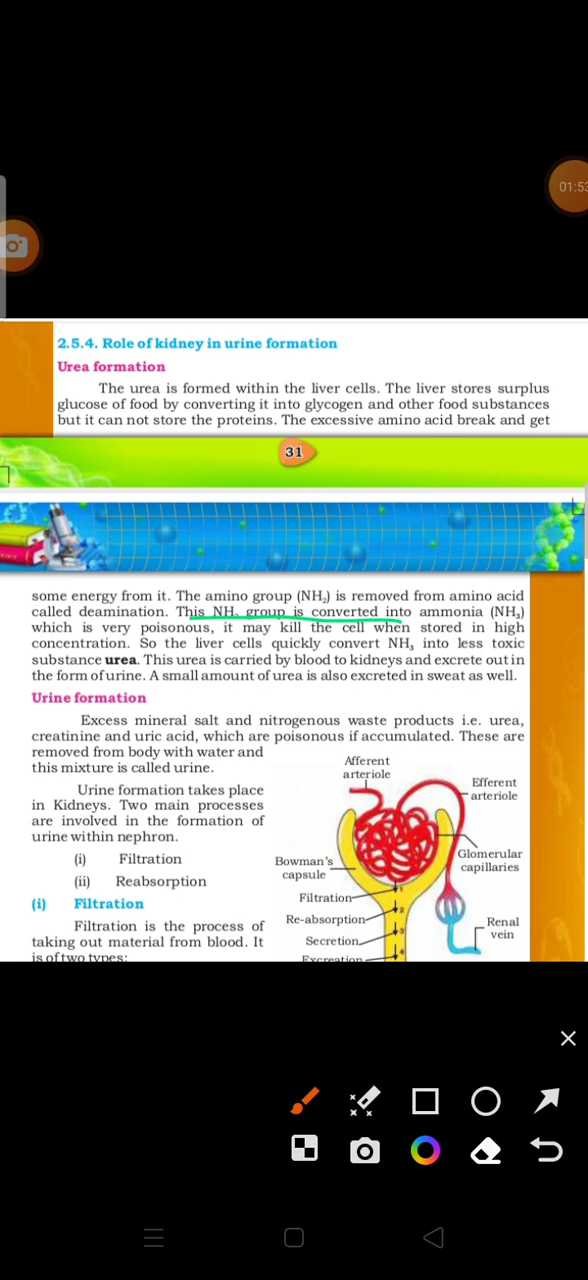 01:53
2.5.4. Role of kidney in urine formation
Urea formation
The urea is formed within the liver cells. The liver stores surplus
glucose of food by converting it into glycogen and other food substances
but it can not store the proteins. The excessive amino acid break and get
31
some energy from it. The amino group (NH₂) is removed from amino acid
called deamination. This NH₂ group is converted into ammonia (NH₃)
which is very poisonous, it may kill the cell when stored in high
concentration. So the liver cells quickly convert NH₃ into less toxic
substance urea. This urea is carried by blood to kidneys and excrete out in
the form of urine. A small amount of urea is also excreted in sweat as well.
Urine formation
Excess mineral salt and nitrogenous waste products i.e. urea,
creatinine and uric acid, which are poisonous if accumulated. These are
removed from body with water and
this mixture is called urine.
Urine formation takes place
in Kidneys. Two main processes
are involved in the formation of
urine within nephron.
(i) Filtration
(ii) Reabsorption
(i) Filtration
Filtration is the process of
taking out material from blood. It
is of two types:
Afferent
arteriole
Efferent
arteriole
Bowman's
capsule
Glomerular
capillaries
Filtration
Re-absorption
Secretion
Excreation
Renal
vein
1
2
3
4